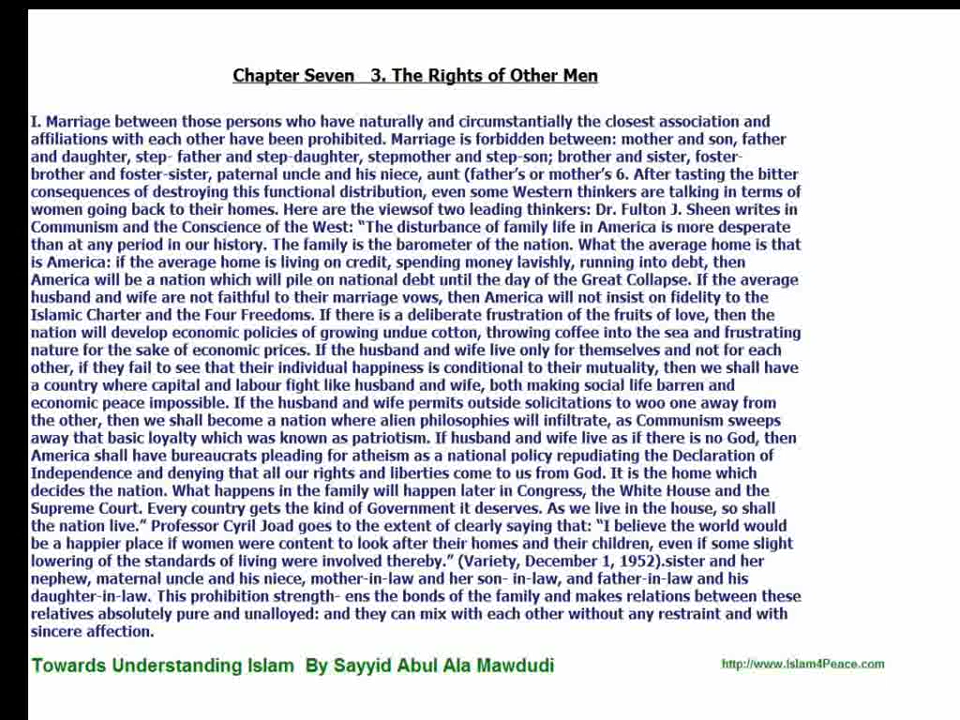 Chapter Seven 3. The Rights of Other Men
I. Marriage between those persons who have naturally and circumstantially the closest association and
affiliations with each other have been prohibited. Marriage is forbidden between: mother and son, father
and daughter, step- father and step-daughter, stepmother and step-son; brother and sister, foster-
brother and foster-sister, paternal uncle and his niece, aunt (father's or mother's 6. After tasting the bitter
consequences of destroying this functional distribution, even some Western thinkers are talking in terms of
women going back to their homes. Here are the viewsof two leading thinkers: Dr. Fulton J. Sheen writes in
Communism and the Conscience of the West: “The disturbance of family life in America is more desperate
than at any period in our history. The family is the barometer of the nation. What the average home is that
is America: if the average home is living on credit, spending money lavishly, running into debt, then
America will be a nation which will pile on national debt until the day of the Great Collapse. If the average
husband and wife are not faithful to their marriage vows, then America will not insist on fidelity to the
Islamic Charter and the Four Freedoms. If there is a deliberate frustration of the fruits of love, then the
nation will develop economic policies of growing undue cotton, throwing coffee into the sea and frustrating
nature for the sake of economic prices. If the husband and wife live only for themselves and not for each
other, if they fail to see that their individual happiness is conditional to their mutuality, then we shall have
a country where capital and labour fight like husband and wife, both making social life barren and
economic peace impossible. If the husband and wife permits outside solicitations to woo one away from
the other, then we shall become a nation where alien philosophies will infiltrate, as Communism sweeps
away that basic loyalty which was known as patriotism. If husband and wife live as if there is no God, then
America shall have bureaucrats pleading for atheism as a national policy repudiating the Declaration of
Independence and denying that all our rights and liberties come to us from God. It is the home which
decides the nation. What happens in the family will happen later in Congress, the White House and the
Supreme Court. Every country gets the kind of Government it deserves. As we live in the house, so shall
the nation live.” Professor Cyril Joad goes to the extent of clearly saying that: “I believe the world would
be a happier place if women were content to look after their homes and their children, even if some slight
lowering of the standards of living were involved thereby.” (Variety, December 1, 1952).sister and her
nephew, maternal uncle and his niece, mother-in-law and her son- in-law, and father-in-law and his
daughter-in-law. This prohibition strength- ens the bonds of the family and makes relations between these
relatives absolutely pure and unalloyed: and they can mix with each other without any restraint and with
sincere affection.
Towards Understanding Islam By Sayyid Abul Ala Mawdudi
http://www.Islam4Peace.com